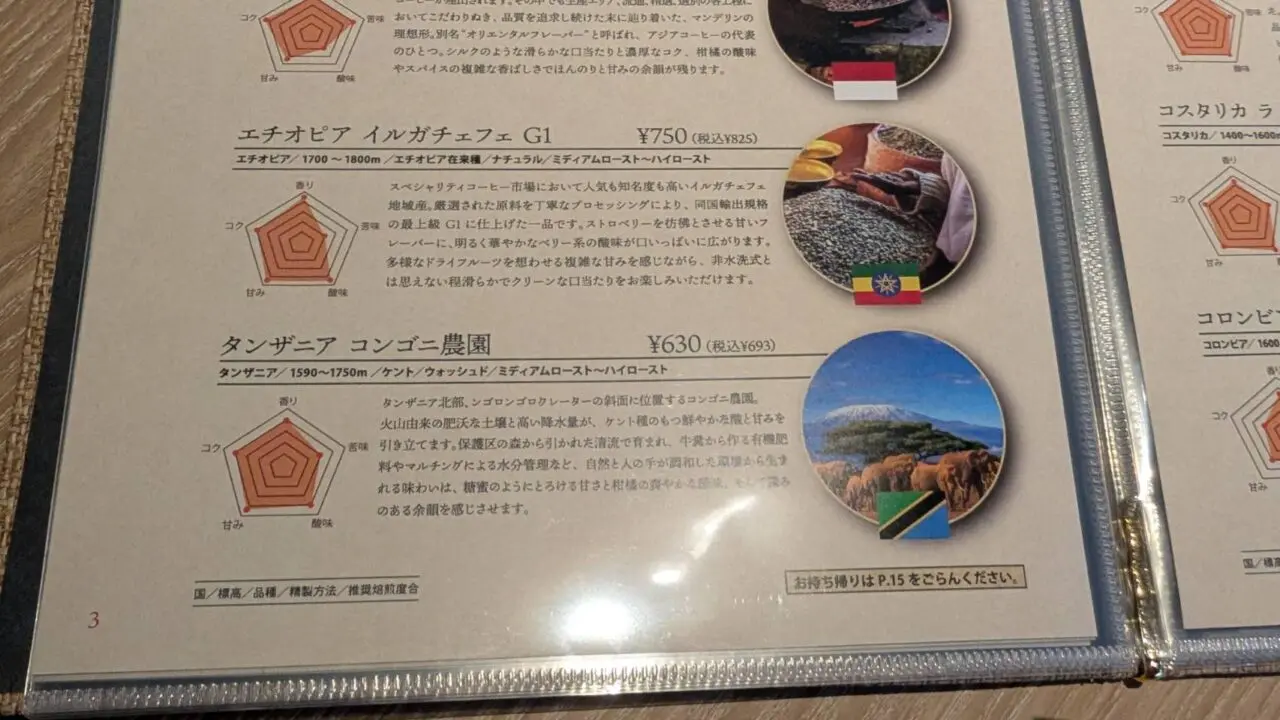 コク
苦味
甘み
酸味
においてこだわりぬき、品質を追求し続けた末に辿り着いた、マンデリンの
理想形。別名"オリエンタルフレーバー"と呼ばれ、アジアコーヒーの代表
のひとつ。シルクのような滑らかな口当たりと濃厚なコク、柑橘の酸味
やスパイスの複雑な香ばしさでほんのりと甘みの余韻が残ります。
エチオピア イルガチェフェ G1 ¥750(税込¥825)
エチオピア/1700~1800m/エチオピア在来種/ナチュラル/ミディアムロースト~ハイロースト
香り
コク
苦味
甘み
酸味
スペシャリティコーヒー市場において人気も知名度も高いイルガチェフェ
地域産。厳選された原料を丁寧なプロセッシングにより、同国輸出規格
の最上級 G1 に仕上げた一品です。ストロベリーを彷彿とさせる甘いフ
レーバーに、明るく華やかなベリー系の酸味が口いっぱいに広がります。
多様なドライフルーツを想わせる複雑な甘みを感じながら、非水洗式と
は思えない程滑らかでクリーンな口当たりをお楽しみいただけます。
タンザニア コンゴニ農園 ¥630(税込¥693)
タンザニア/1590~1750m/ケント/ウォッシュド/ミディアムロースト~ハイロースト
香り
コク
苦味
甘み
酸味
タンザニア北部、ンゴロンゴロクレーターの斜面に位置するコンゴニ農園。
火山由来の肥沃な土壌と高い降水量が、ケント種のもつ鮮やかな酸と甘みを
引き立てます。保護区の森から引かれた清流で育まれ、牛糞から作る有機肥
料やマルチングによる水分管理など、自然と人の手が調和した環境から生ま
れる味わいは、糖蜜のようにとろける甘さと柑橘の爽やかな酸味、そして深み
のある余韻を感じさせます。
国/標高/品種/精製方法/推奨焙煎度合
お持ち帰りは P.15 をごらんください。
3
コク
甘み
酸味
コスタリカ ラ
コスタリカ/1400~1600m
香り
コク
甘み
コロンビア
コロンビア/1600
香り
コク
甘み
国/標高